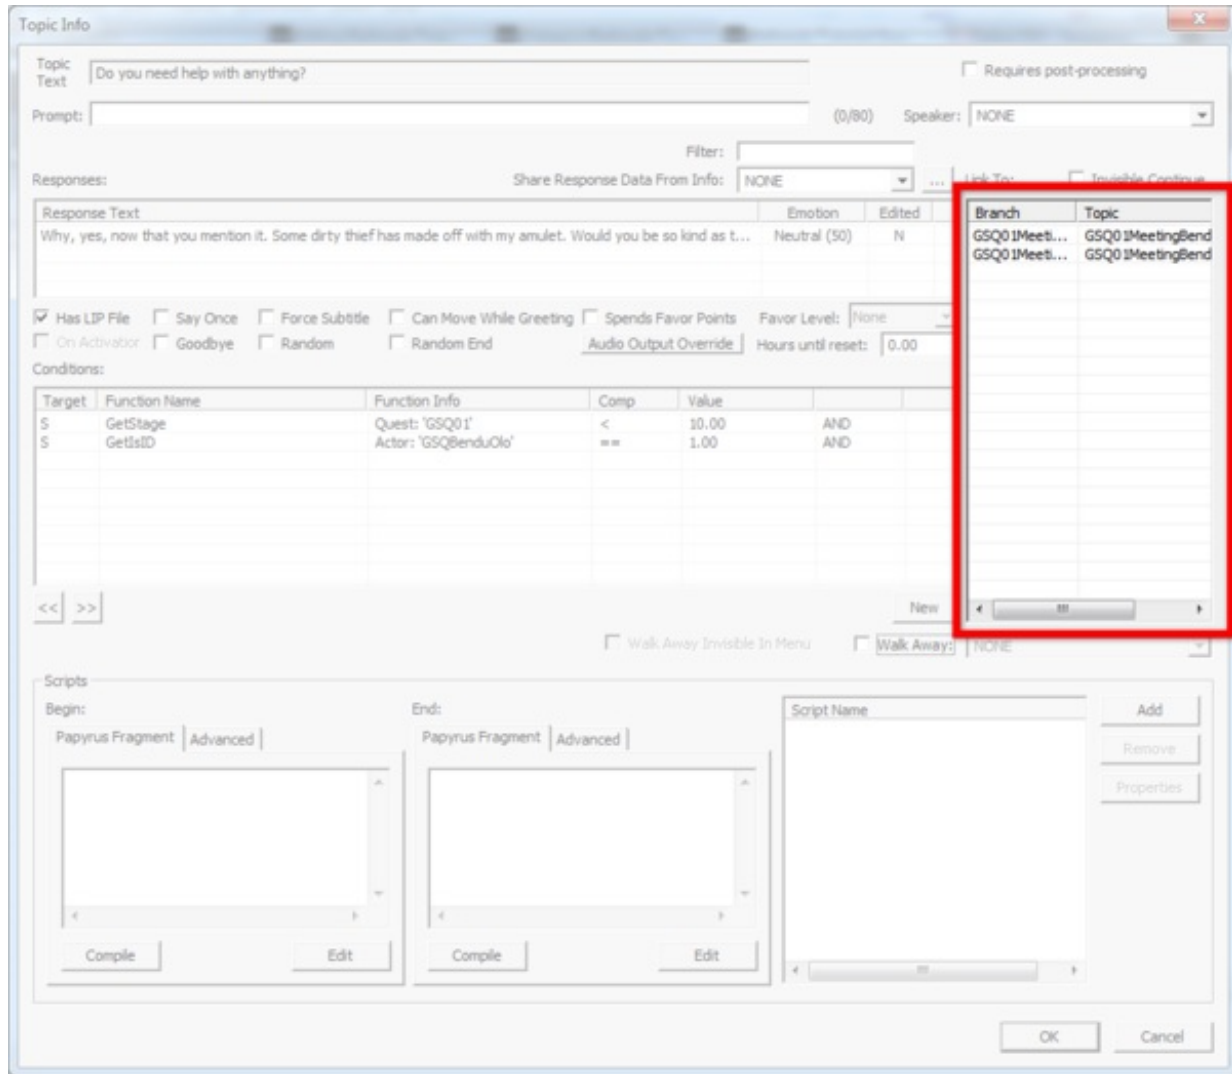 Topic Info
Topic Text
Do you need help with anything?
Requires post-processing
Prompt:
(0/80)
Speaker: NONE
Filter:
Responses:
Share Response Data From Info: NONE
...
Link To:
Invisible Continue
Response Text Emotion Edited
Why, yes, now that you mention it. Some dirty thief has made off with my amulet. Would you be so kind as t... Neutral (50) N
Branch Topic
GSQ01Meeti... GSQ01MeetingBend
GSQ01Meeti... GSQ01MeetingBend
Has LIP File Say Once Force Subtitle Can Move While Greeting Spends Favor Points Favor Level: None
On Activation Goodbye Random Random End Audio Output Override Hours until reset: 0.00
Conditions:
Target Function Name Function Info Comp Value
S GetStage Quest: 'GSQ01' < 10.00 AND
S GetIsID Actor: 'GSQBenduOlo' == 1.00 AND
<< >>
New
Walk Away Invisible In Menu Walk Away: NONE
Scripts
Begin: End:
Papyrus Fragment Advanced Papyrus Fragment Advanced
Script Name
Add
Remove
Properties
Compile Edit Compile Edit
OK Cancel